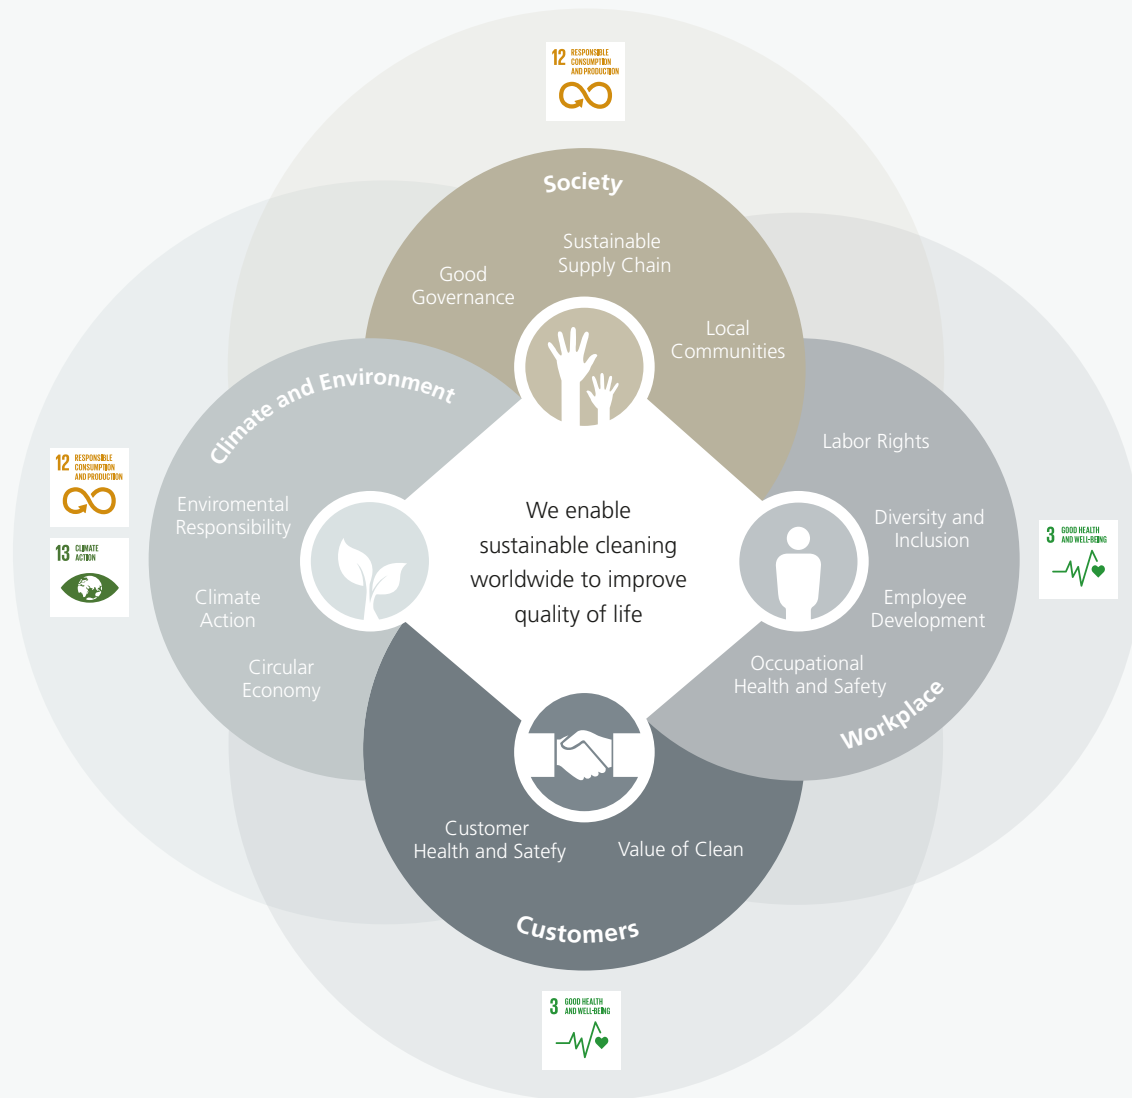 12 RESPONSIBLE
CONSUMPTION
AND PRODUCTION
Society
Sustainable
Supply Chain
Good
Governance
Local
Communities
Climate and Environment
Enviromental
Responsibility
Climate
Action
Circular
Economy
12 RESPONSIBLE
CONSUMPTION
AND PRODUCTION
13 CLIMATE
ACTION
We enable
sustainable cleaning
worldwide to improve
quality of life
Labor Rights
Diversity and
Inclusion
Employee
Development
Occupational
Health and Safety
Workplace
3 GOOD HEALTH
AND WELL-BEING
Customer
Health and Satefy
Value of Clean
Customers
3 GOOD HEALTH
AND WELL-BEING